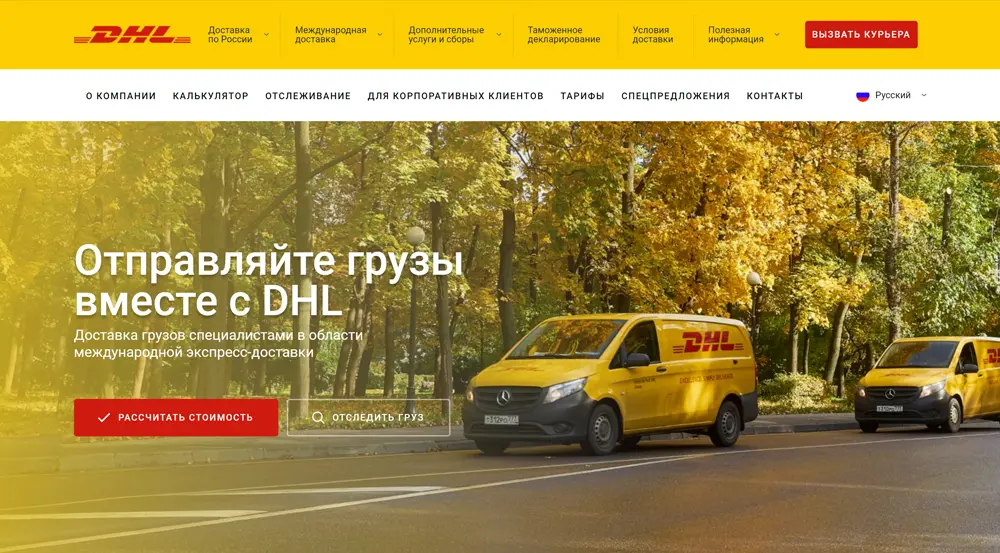 DHL
Доставка
по России
Международная
доставка
Дополнительные
услуги и сборы
Таможенное
декларирование
Условия
доставки
Полезная
информация
ВЫЗВАТЬ КУРЬЕРА
О КОМПАНИИ
КАЛЬКУЛЯТОР
ОТСЛЕЖИВАНИЕ
ДЛЯ КОРПОРАТИВНЫХ КЛИЕНТОВ
ТАРИФЫ
СПЕЦПРЕДЛОЖЕНИЯ
КОНТАКТЫ
Русский
Отправляйте грузы
вместе с DHL
Доставка грузов специалистами в области
международной экспресс-доставки
РАССЧИТАТЬ СТОИМОСТЬ
ОТСЛЕДИТЬ ГРУЗ
DHL
DHL